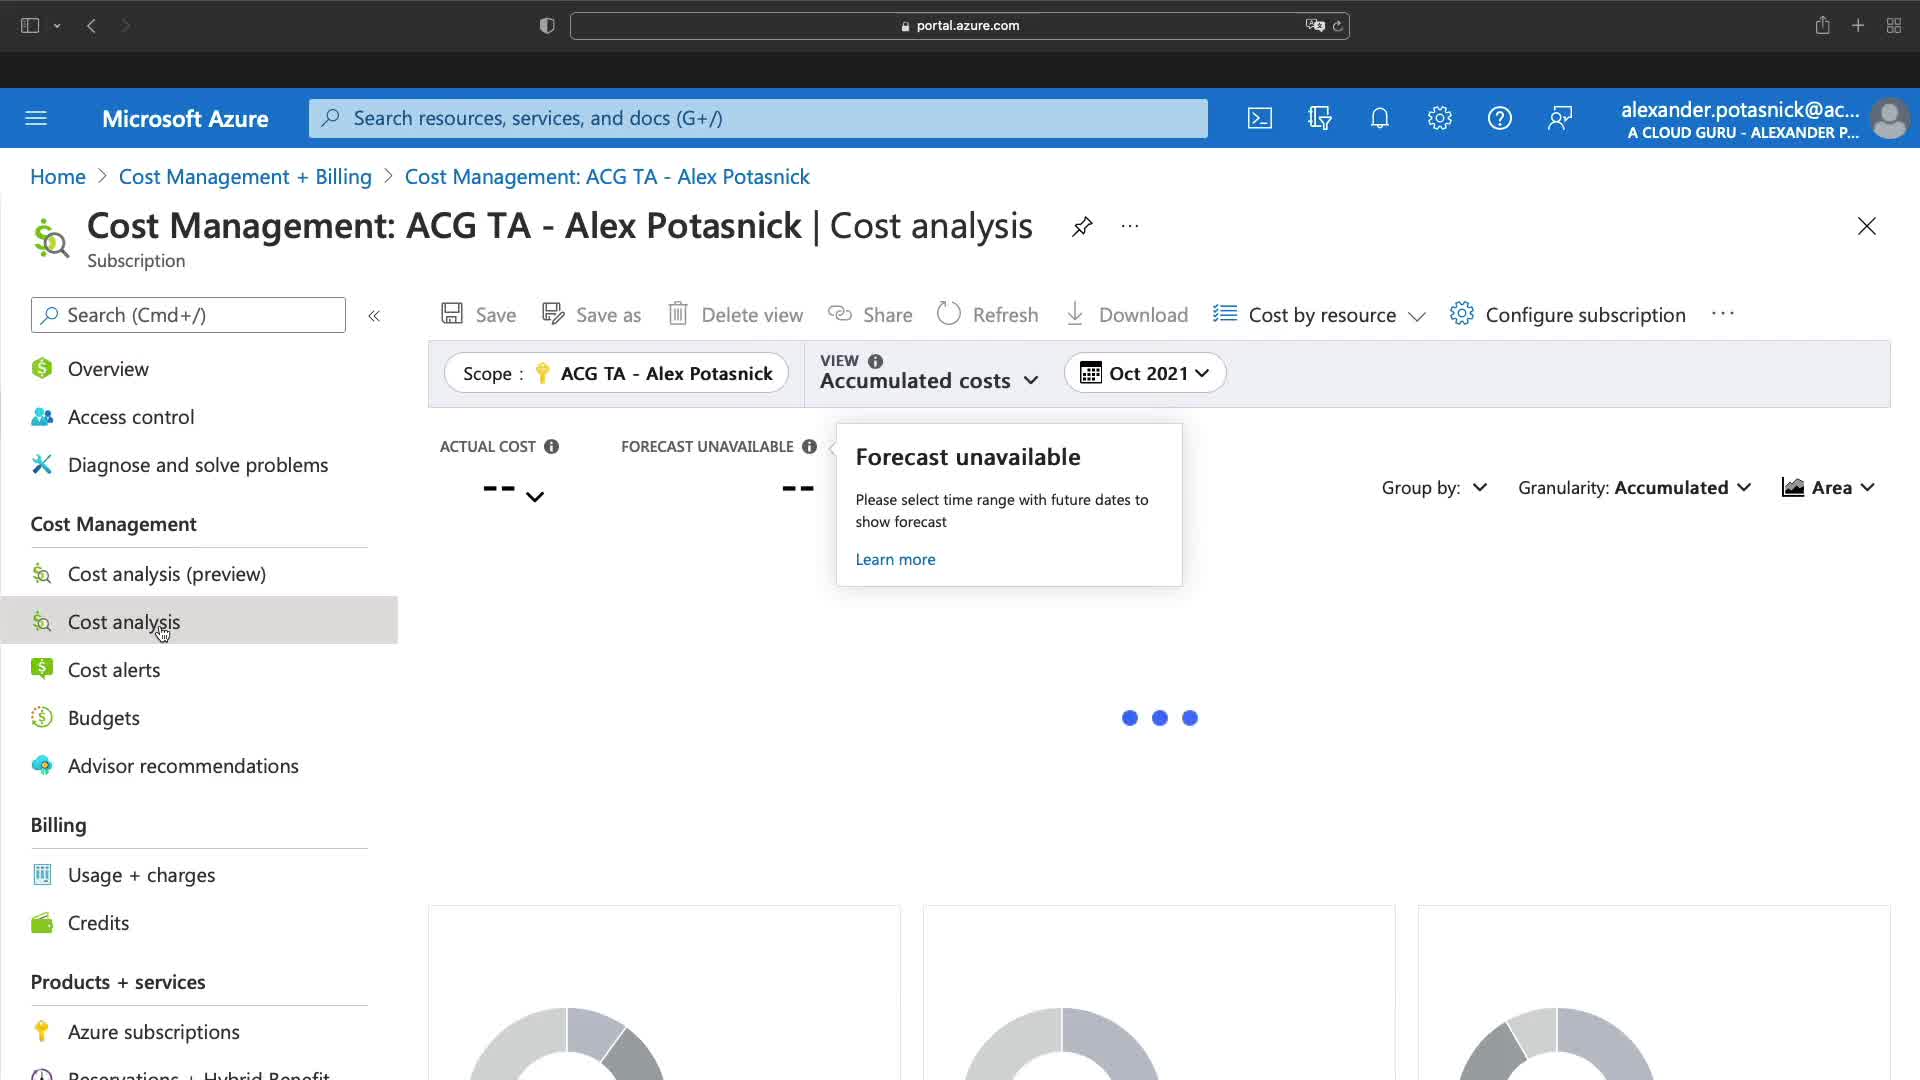 portal.azure.com
Microsoft Azure
Search resources, services, and docs (G+/)
alexander.potasnick@ac...
A CLOUD GURU - ALEXANDER P...
Home > Cost Management + Billing > Cost Management: ACG TA - Alex Potasnick
Cost Management: ACG TA - Alex Potasnick | Cost analysis
...
Subscription
Search (Cmd+/)
«
Save
Save as
Delete view
Share
Refresh
Download
Cost by resource
Configure subscription
...
Scope : ACG TA - Alex Potasnick
VIEW
Accumulated costs
Oct 2021
ACTUAL COST
--
FORECAST UNAVAILABLE
--
Forecast unavailable
Please select time range with future dates to
show forecast
Learn more
Group by:
Granularity: Accumulated
Area
Overview
Access control
Diagnose and solve problems
Cost Management
Cost analysis (preview)
Cost analysis
Cost alerts
Budgets
Advisor recommendations
Billing
Usage + charges
Credits
Products + services
Azure subscriptions
Reservations + Hybrid Benefit